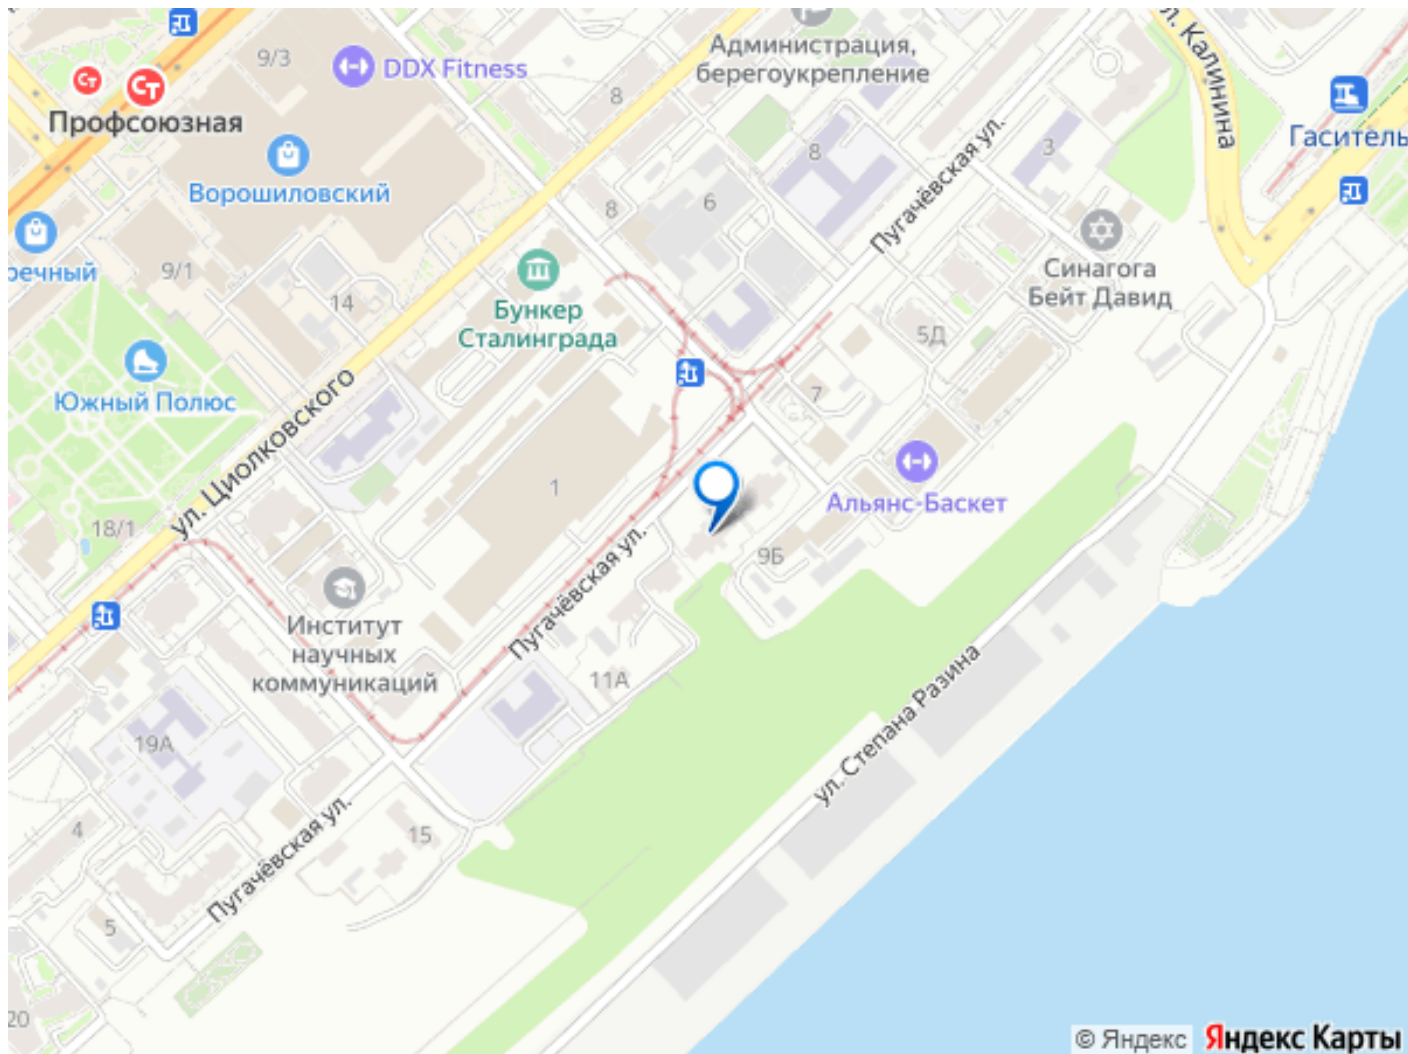 9/3
DDX Fitness
Администрация,
берегоукрепление
ул. Калинина
Ст
Ст
Профсоюзная
8
Гаситель
Ворошиловский
8
3
Пугачёвская ул.
8
6
речный
9/1
14
Синагога
Бейт Давид
Бункер
Сталинграда
5Д
Южный Полюс
7
ул. Циолковского
1
Альянс-Баскет
18/1
9Б
Пугачёвская ул.
Институт
научных
коммуникаций
11А
ул. Степана Разина
19А
4
15
Пугачёвская ул.
5
20
© Яндекс Яндекс Карты